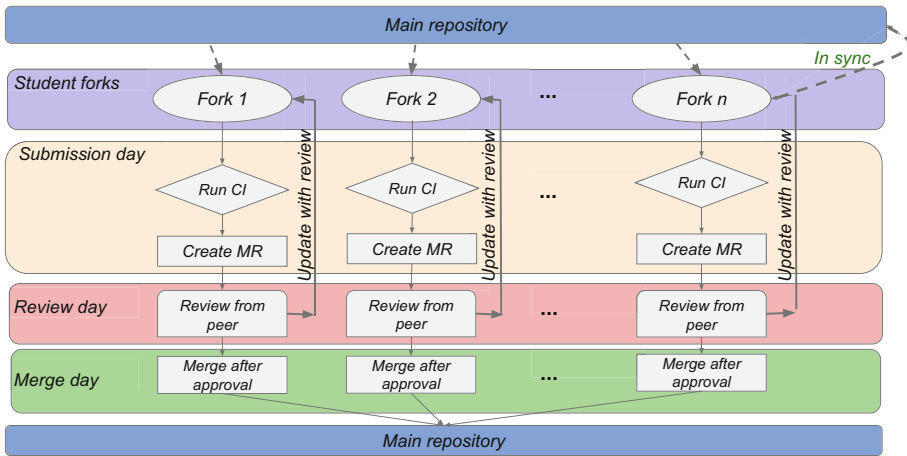 Main repository
In sync
Student forks
Fork 1
Fork 2
...
Fork n
Update with review
Update with review
Update with review
Submission day
Run CI
Run CI
...
Run CI
Create MR
Create MR
Create MR
Review day
Review from
peer
Review from
peer
...
Review from
peer
Merge day
Merge after
approval
Merge after
approval
...
Merge after
approval
Main repository